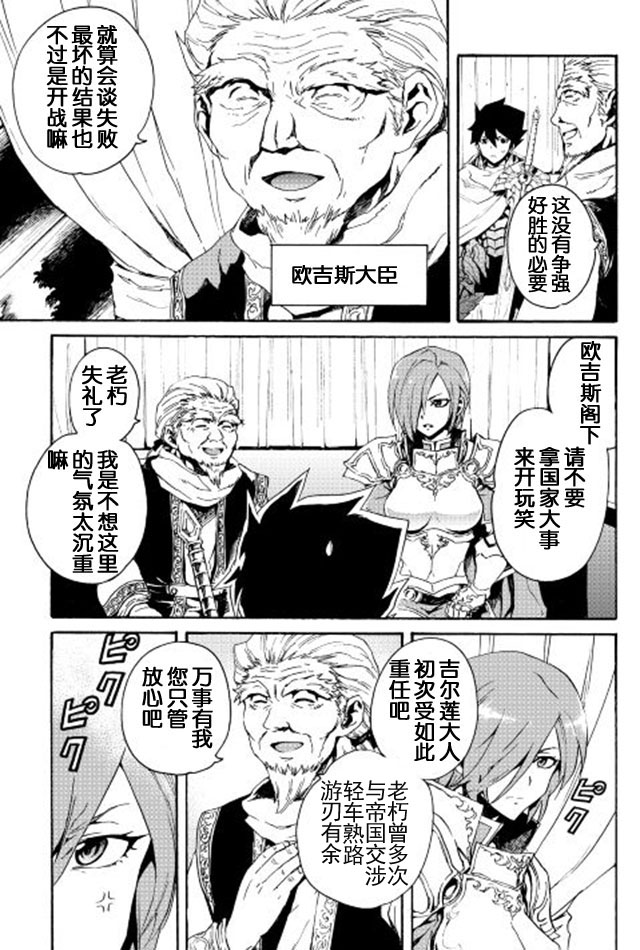 这没有争强
好胜的必要
就算会谈失败
最坏的结果也
不过是开战嘛
欧吉斯大臣
欧吉斯阁下
请不要
拿国家大事
来开玩笑
老朽
失礼了
我是不想这里
的气氛太沉重
嘛
吉尔莲大人
初次受如此
重任吧
老朽曾多次
与帝国交涉
轻车熟路
游刃有余
万事有我
您只管
放心吧
ピク
ピク